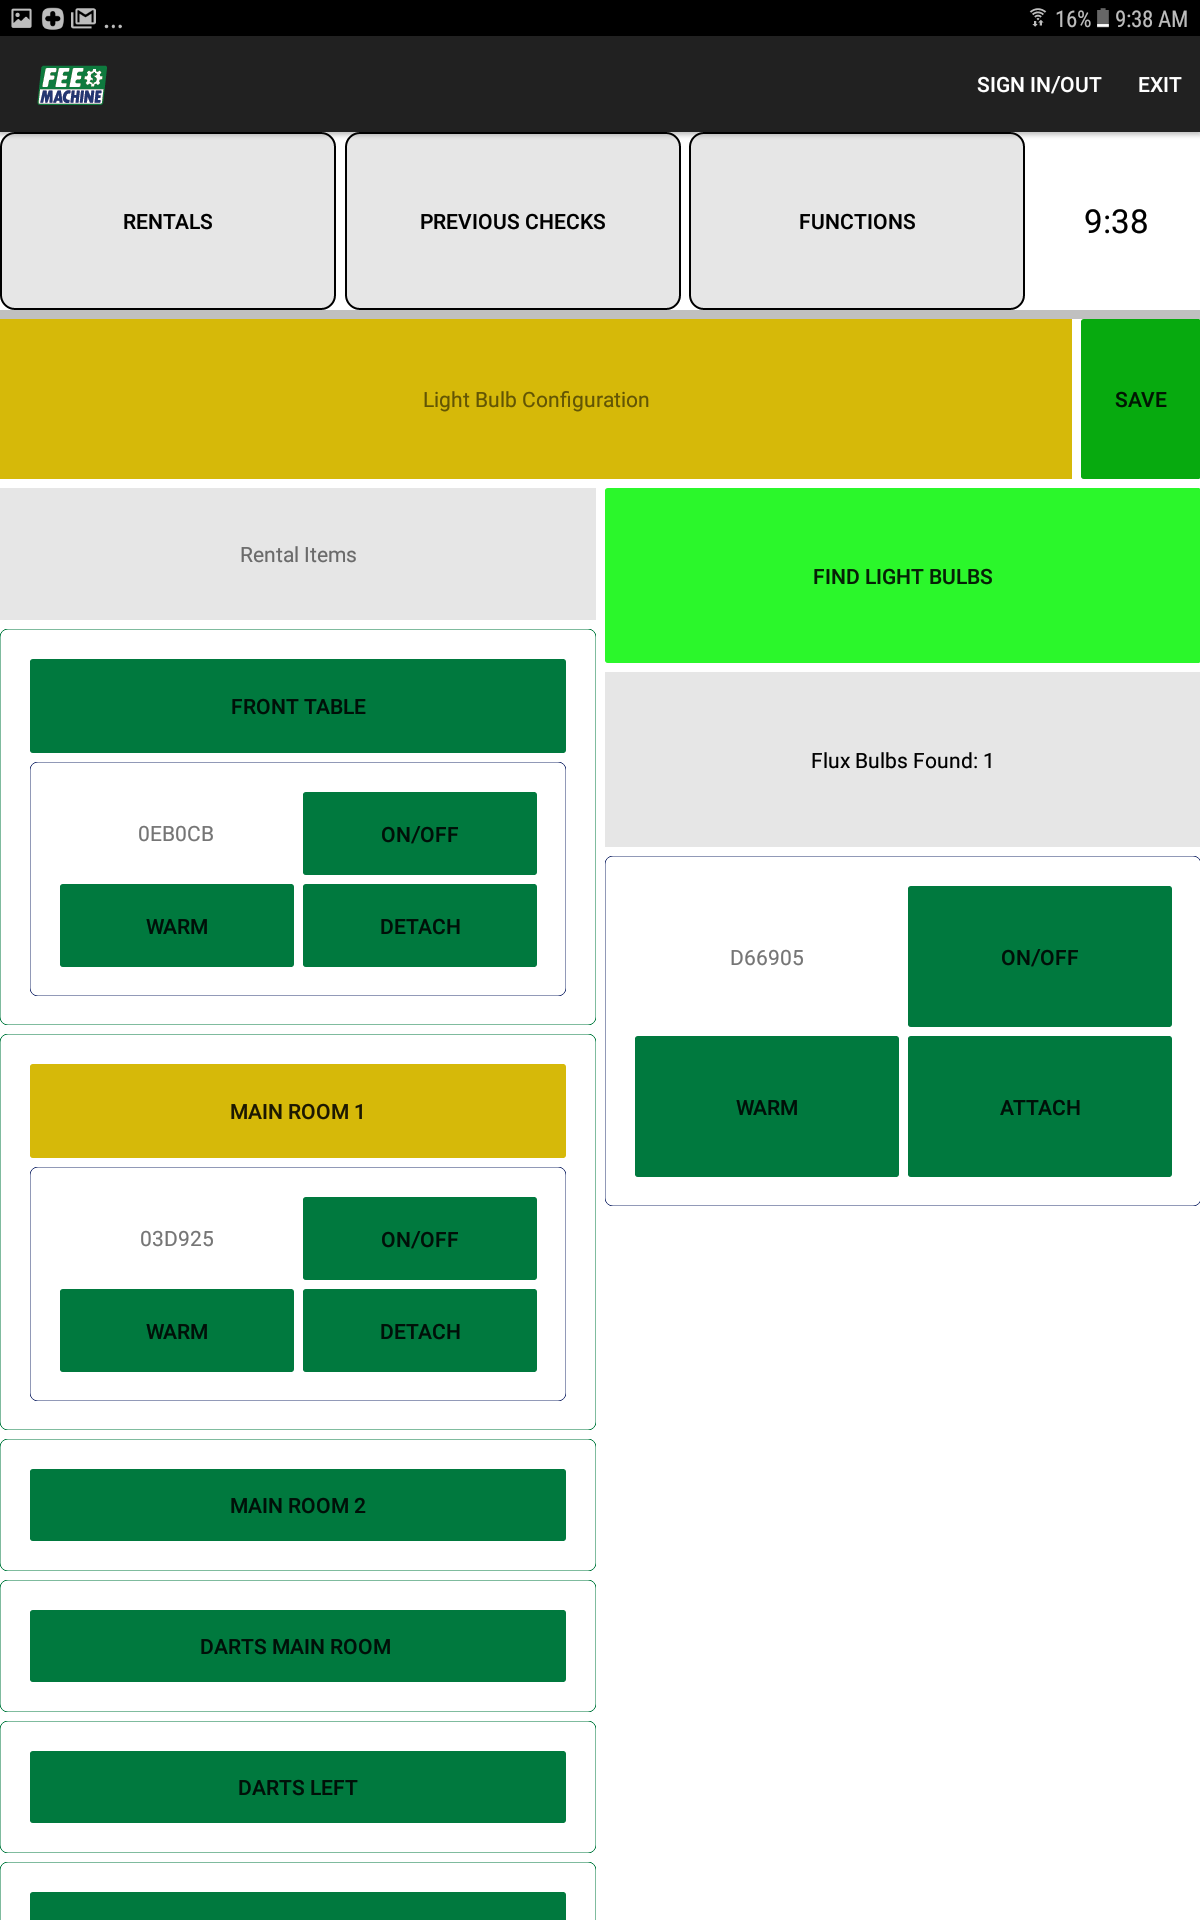 ... 16% 9:38 AM
FEE MACHINE
SIGN IN/OUT EXIT
RENTALS PREVIOUS CHECKS FUNCTIONS 9:38
Light Bulb Configuration SAVE
Rental Items
FIND LIGHT BULBS
FRONT TABLE
Flux Bulbs Found: 1
0EB0CB ON/OFF
WARM DETACH
D66905 ON/OFF
WARM ATTACH
MAIN ROOM 1
03D925 ON/OFF
WARM DETACH
MAIN ROOM 2
DARTS MAIN ROOM
DARTS LEFT